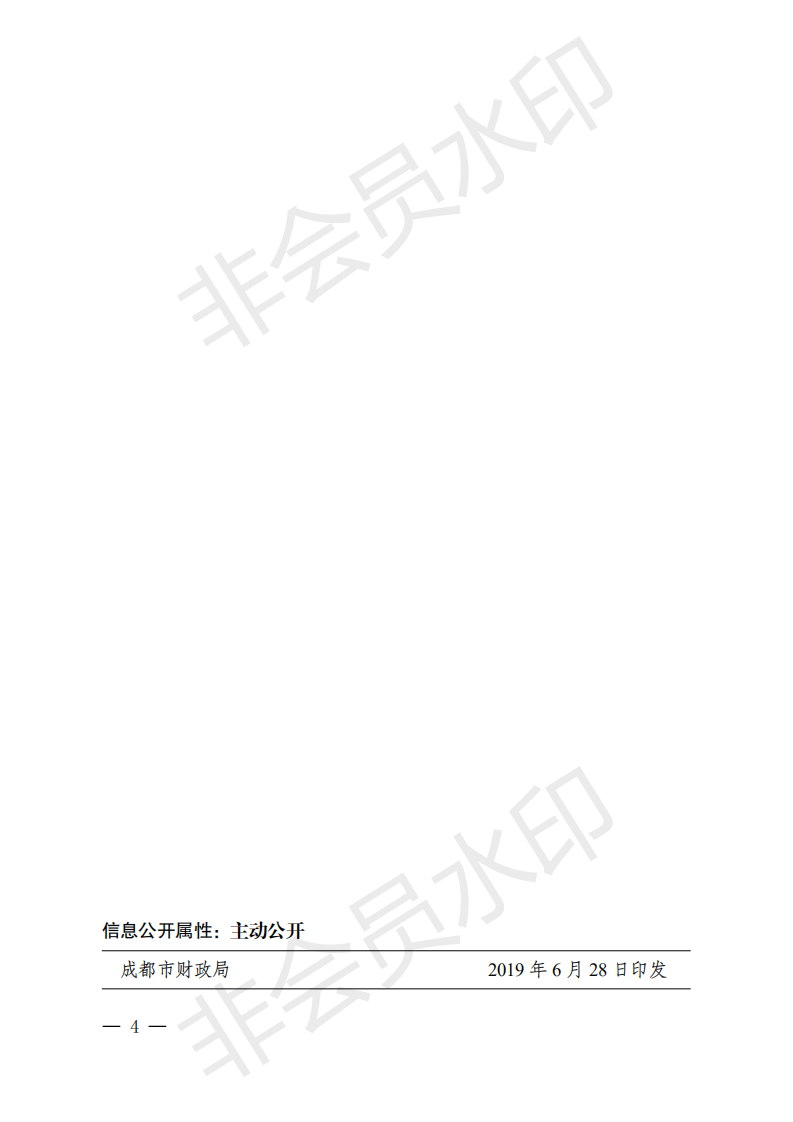 非会员水印
非会员水印
信息公开属性：主动公开
成都市财政局 2019 年 6 月 28 日印发
— 4 —